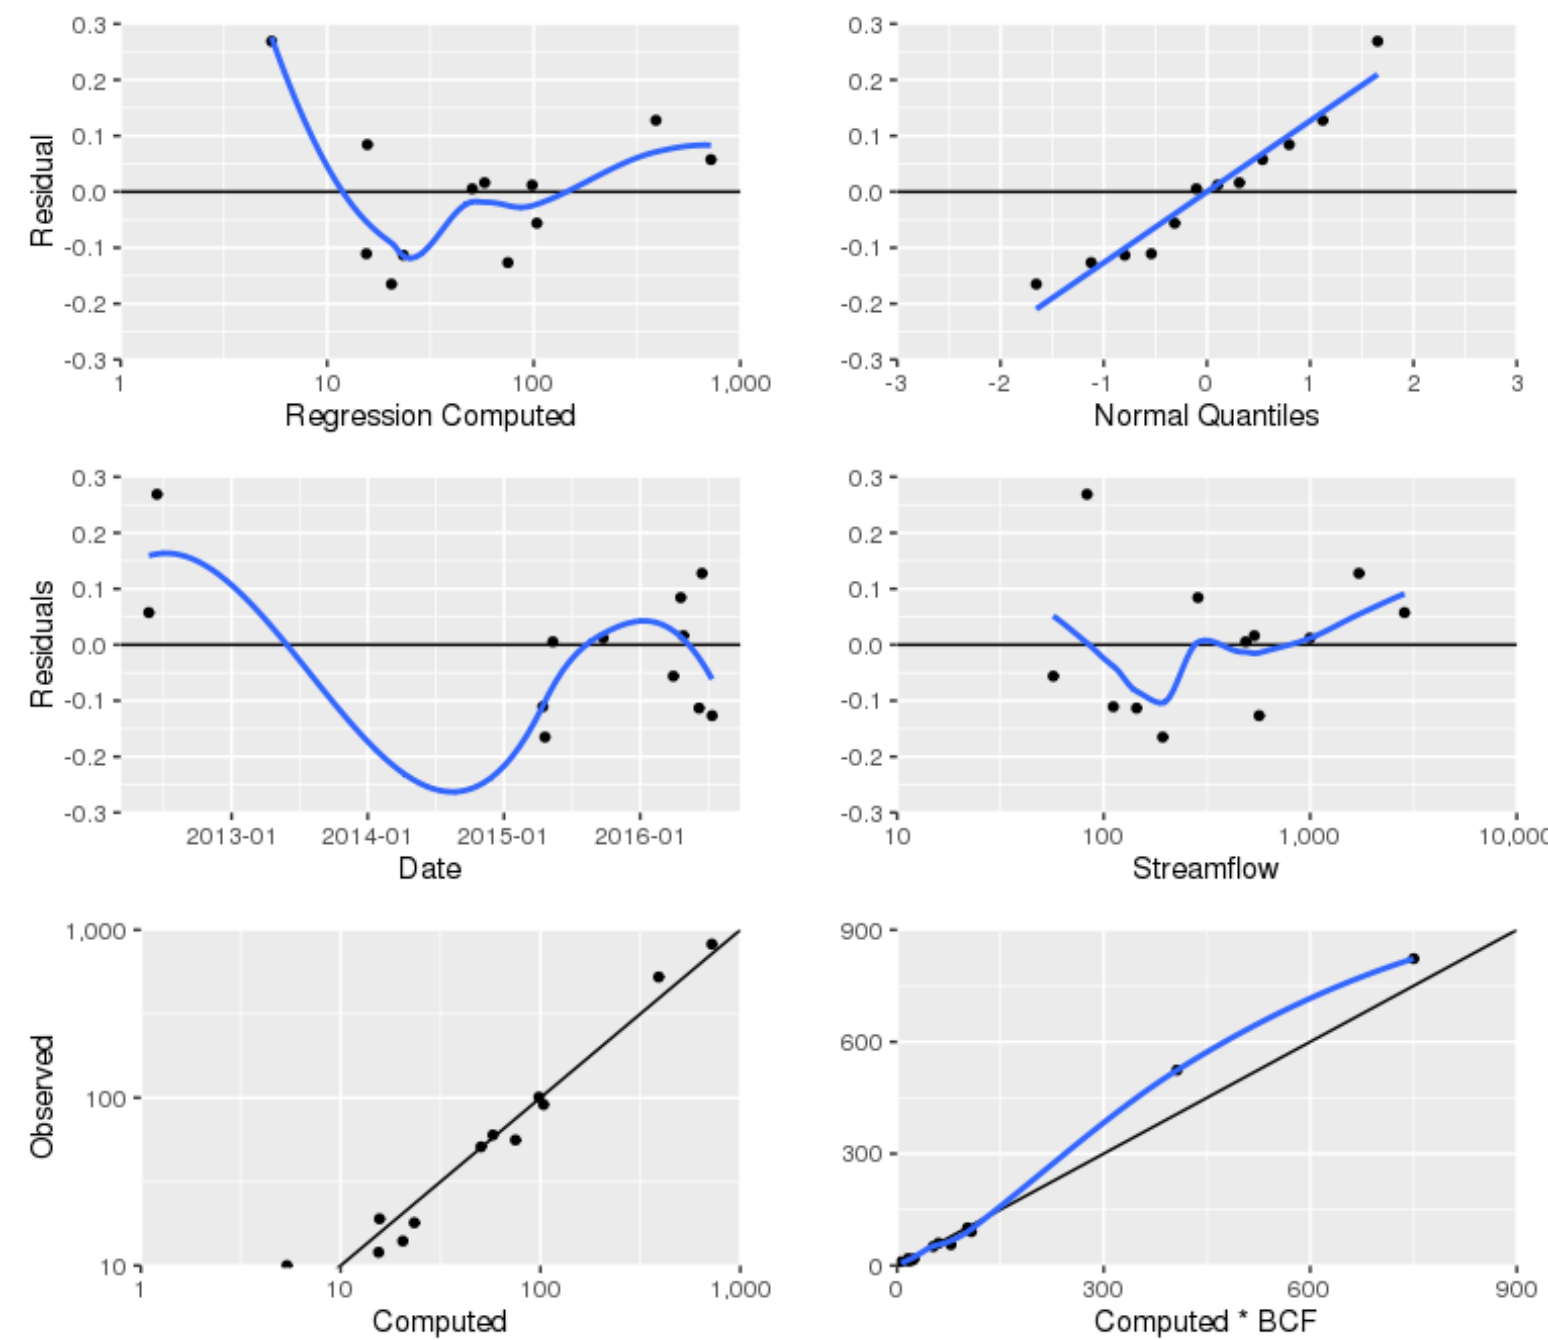 0.3
0.2
0.1
0.0
-0.1
-0.2
-0.3
Residual
1 10 100 1,000
Regression Computed
0.3
0.2
0.1
0.0
-0.1
-0.2
-0.3
-3 -2 -1 0 1 2 3
Normal Quantiles
0.3
0.2
0.1
0.0
-0.1
-0.2
-0.3
Residuals
2013-01 2014-01 2015-01 2016-01
Date
0.3
0.2
0.1
0.0
-0.1
-0.2
-0.3
10 100 1,000 10,000
Streamflow
1,000
100
10
Observed
1 10 100 1,000
Computed
900
600
300
0
0 300 600 900
Computed * BCF